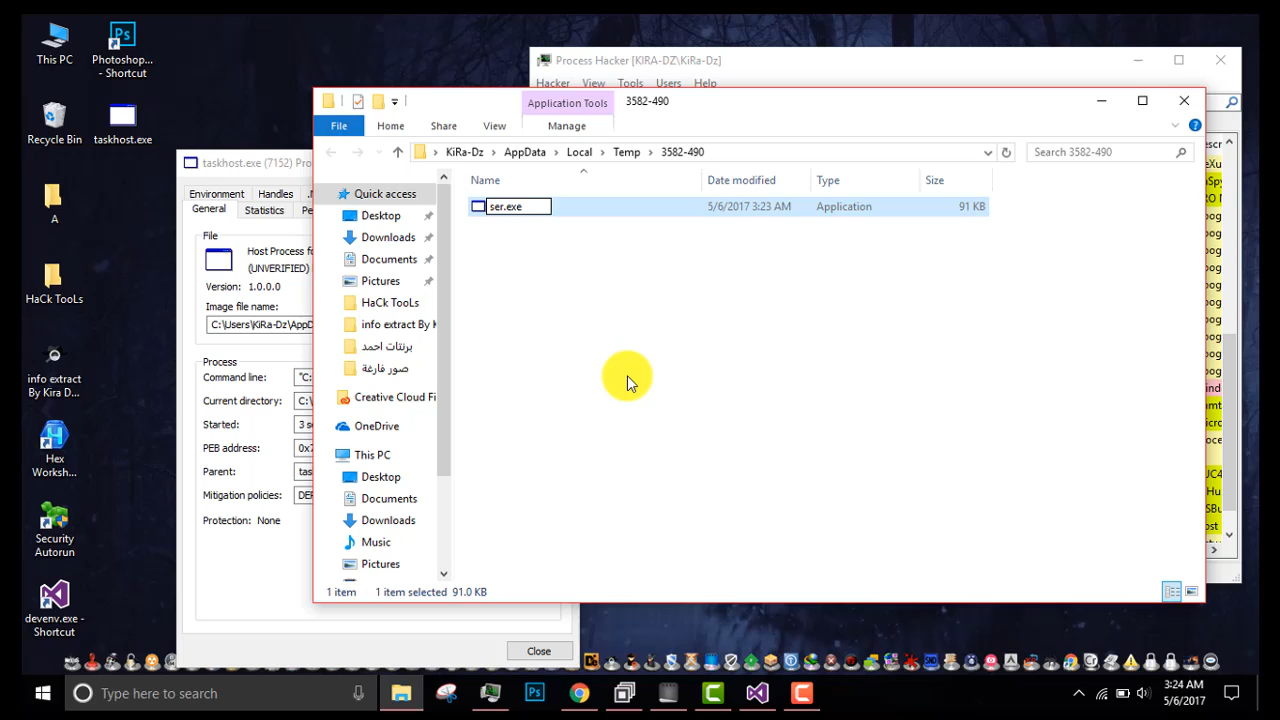 This PC
Photoshop...
- Shortcut
Recycle Bin
taskhost.exe
A
HaCk TooLs
info extract
By Kira D...
Hex
Worksh...
Security
Autorun
devenv.exe -
Shortcut
Process Hacker [KIRA-DZ\KiRa-Dz]
Hacker View Tools Users Help
taskhost.exe (7152) Pro
Environment Handles
General Statistics Pe
File
Host Process fo
(UNVERIFIED)
Version: 1.0.0.0
Image file name:
C:\Users\KiRa-Dz\AppD
Process
Command line: "C:
Current directory: C:\
Started: 3 se
PEB address: 0x7
Parent: tas
Mitigation policies: DEP
Protection: None
Close
Application Tools 3582-490
File Home Share View Manage
KiRa-Dz > AppData > Local > Temp > 3582-490
Search 3582-490
Name Date modified Type Size
ser.exe 5/6/2017 3:23 AM Application 91 KB
Quick access
Desktop
Downloads
Documents
Pictures
HaCk TooLs
info extract By K
برنتات احمد
صور فارغة
Creative Cloud Fi
OneDrive
This PC
Desktop
Documents
Downloads
Music
Pictures
1 item 1 item selected 91.0 KB
Type here to search
3:24 AM
5/6/2017